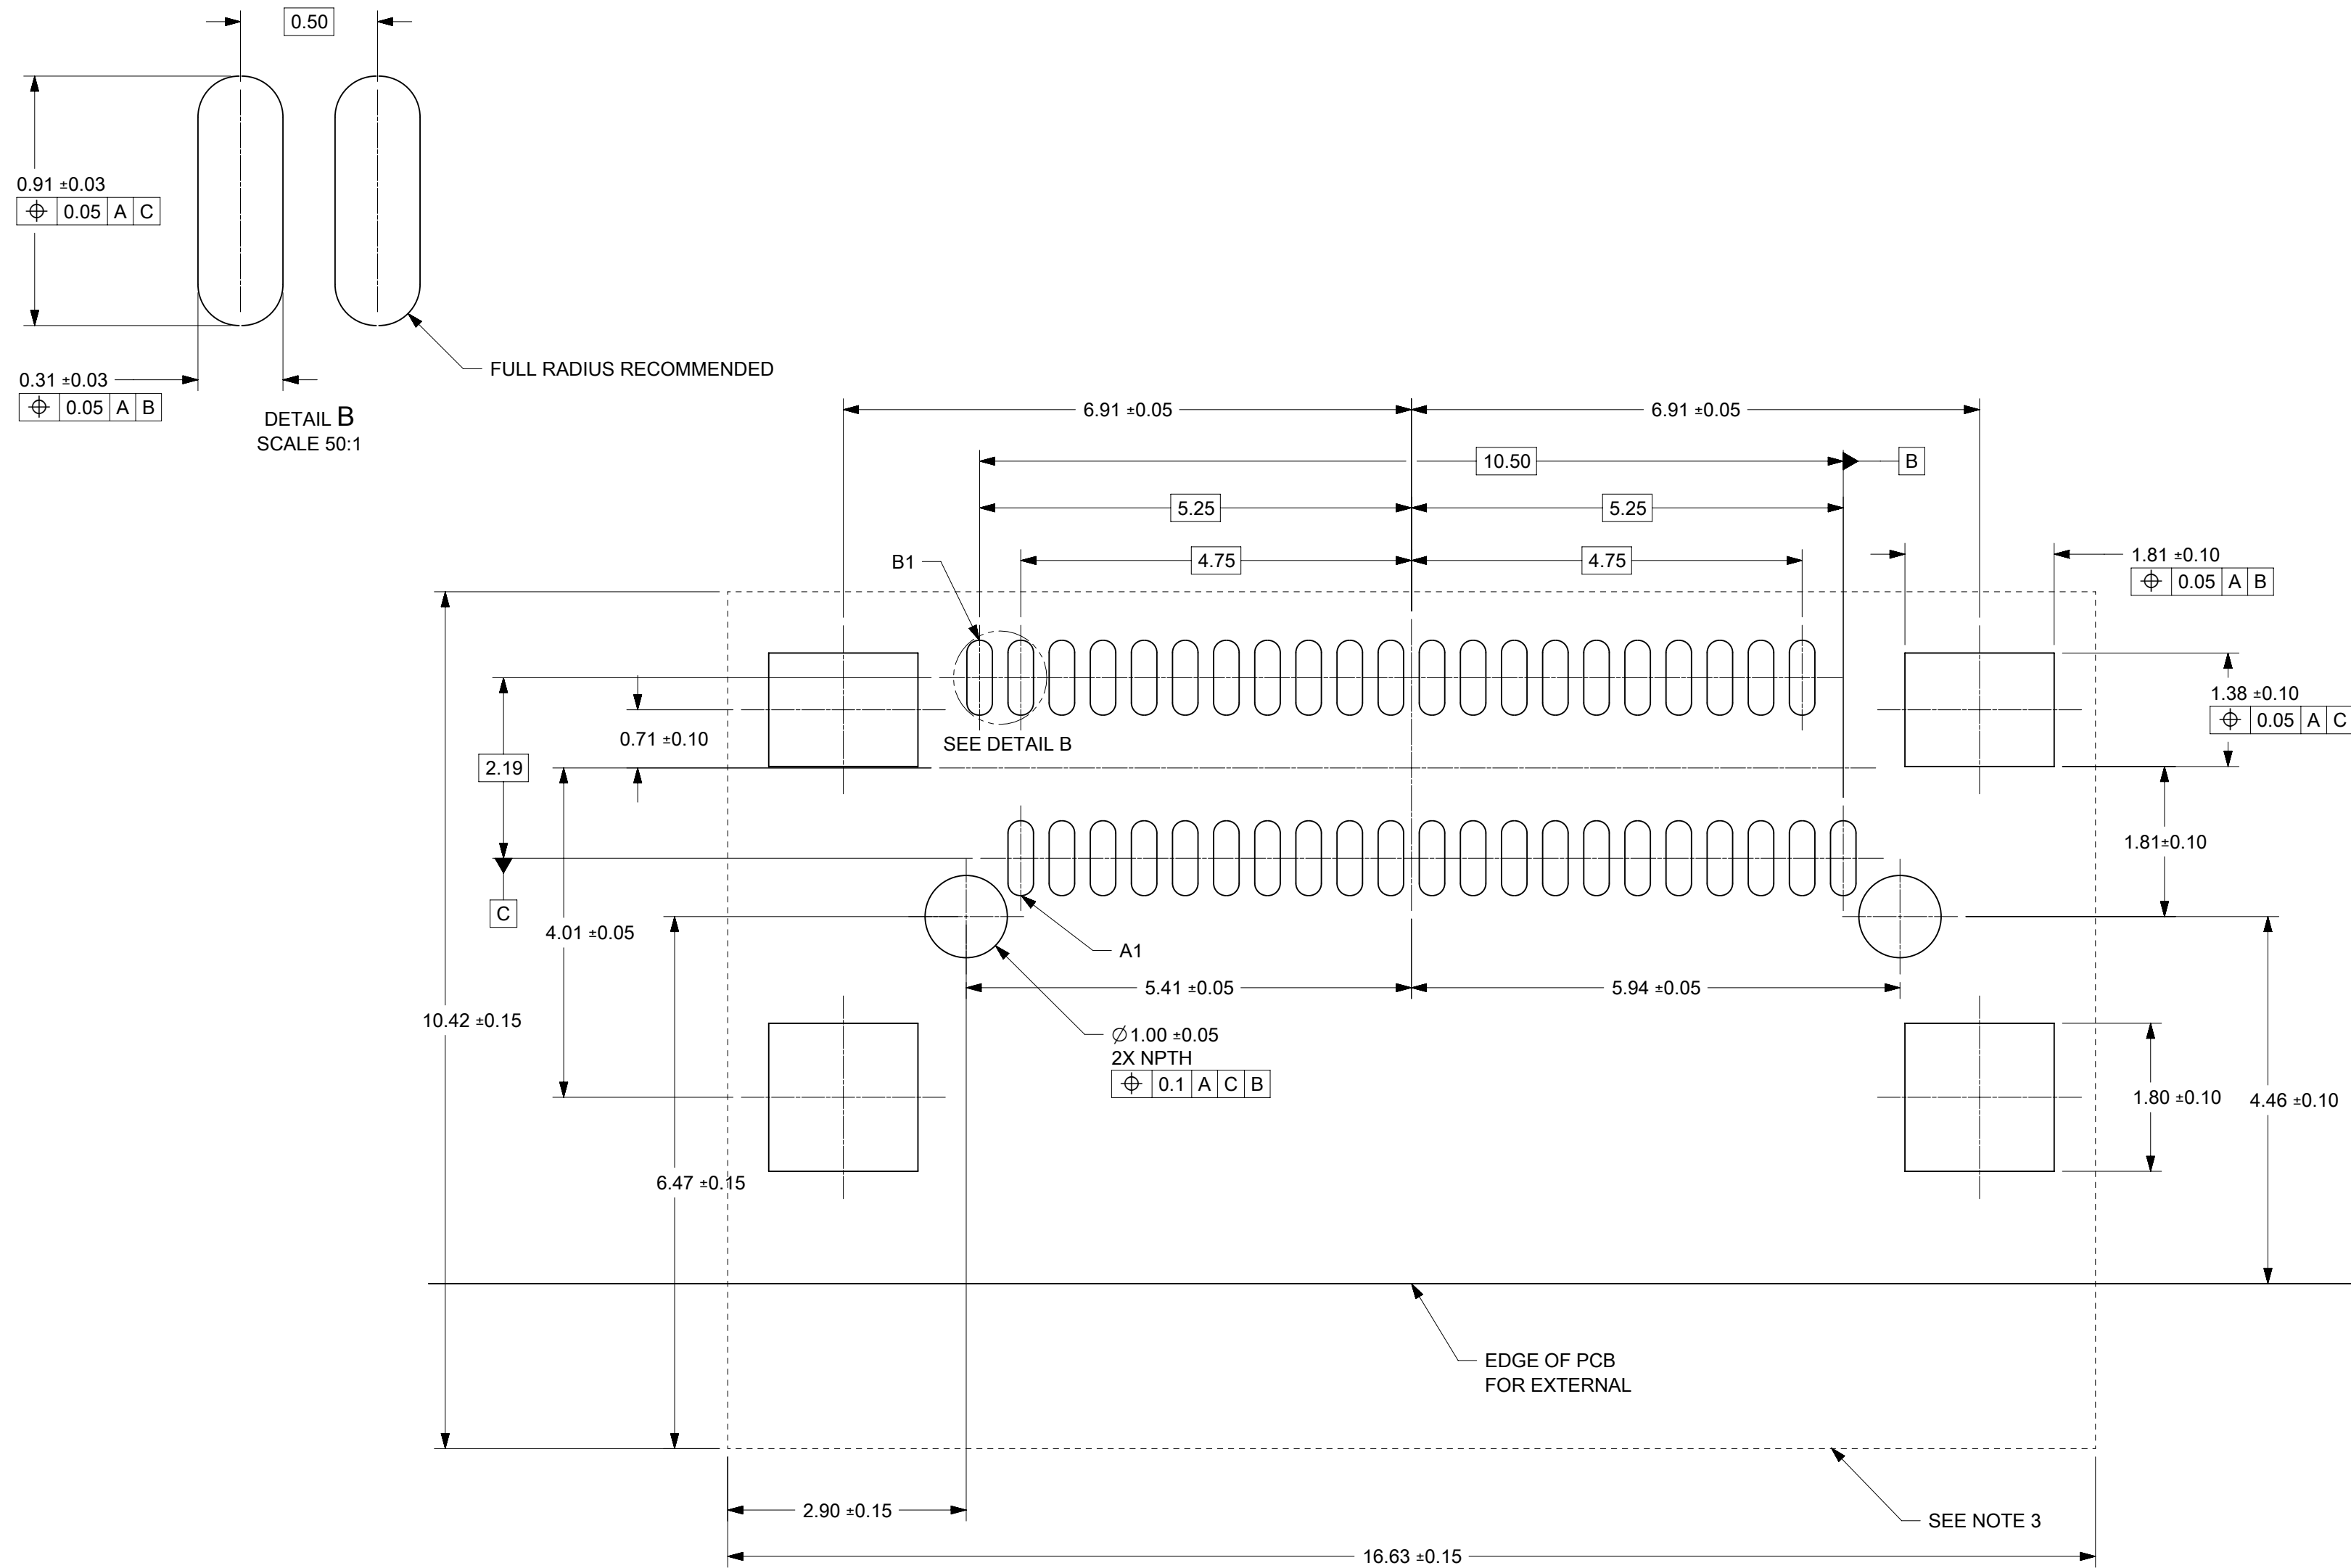 0.50
0.91 ±0.03
⌖ 0.05 A C
FULL RADIUS RECOMMENDED
0.31 ±0.03
⌖ 0.05 A B
DETAIL B
SCALE 50:1
6.91 ±0.05
6.91 ±0.05
10.50
B
5.25
5.25
B1
4.75
4.75
1.81 ±0.10
⌖ 0.05 A B
1.38 ±0.10
⌖ 0.05 A C
0.71 ±0.10
SEE DETAIL B
2.19
1.81±0.10
C
4.01 ±0.05
A1
5.41 ±0.05
5.94 ±0.05
10.42 ±0.15
∅1.00 ±0.05
2X NPTH
⌖ 0.1 A C B
1.80 ±0.10
4.46 ±0.10
6.47 ±0.15
EDGE OF PCB
FOR EXTERNAL
2.90 ±0.15
SEE NOTE 3
16.63 ±0.15